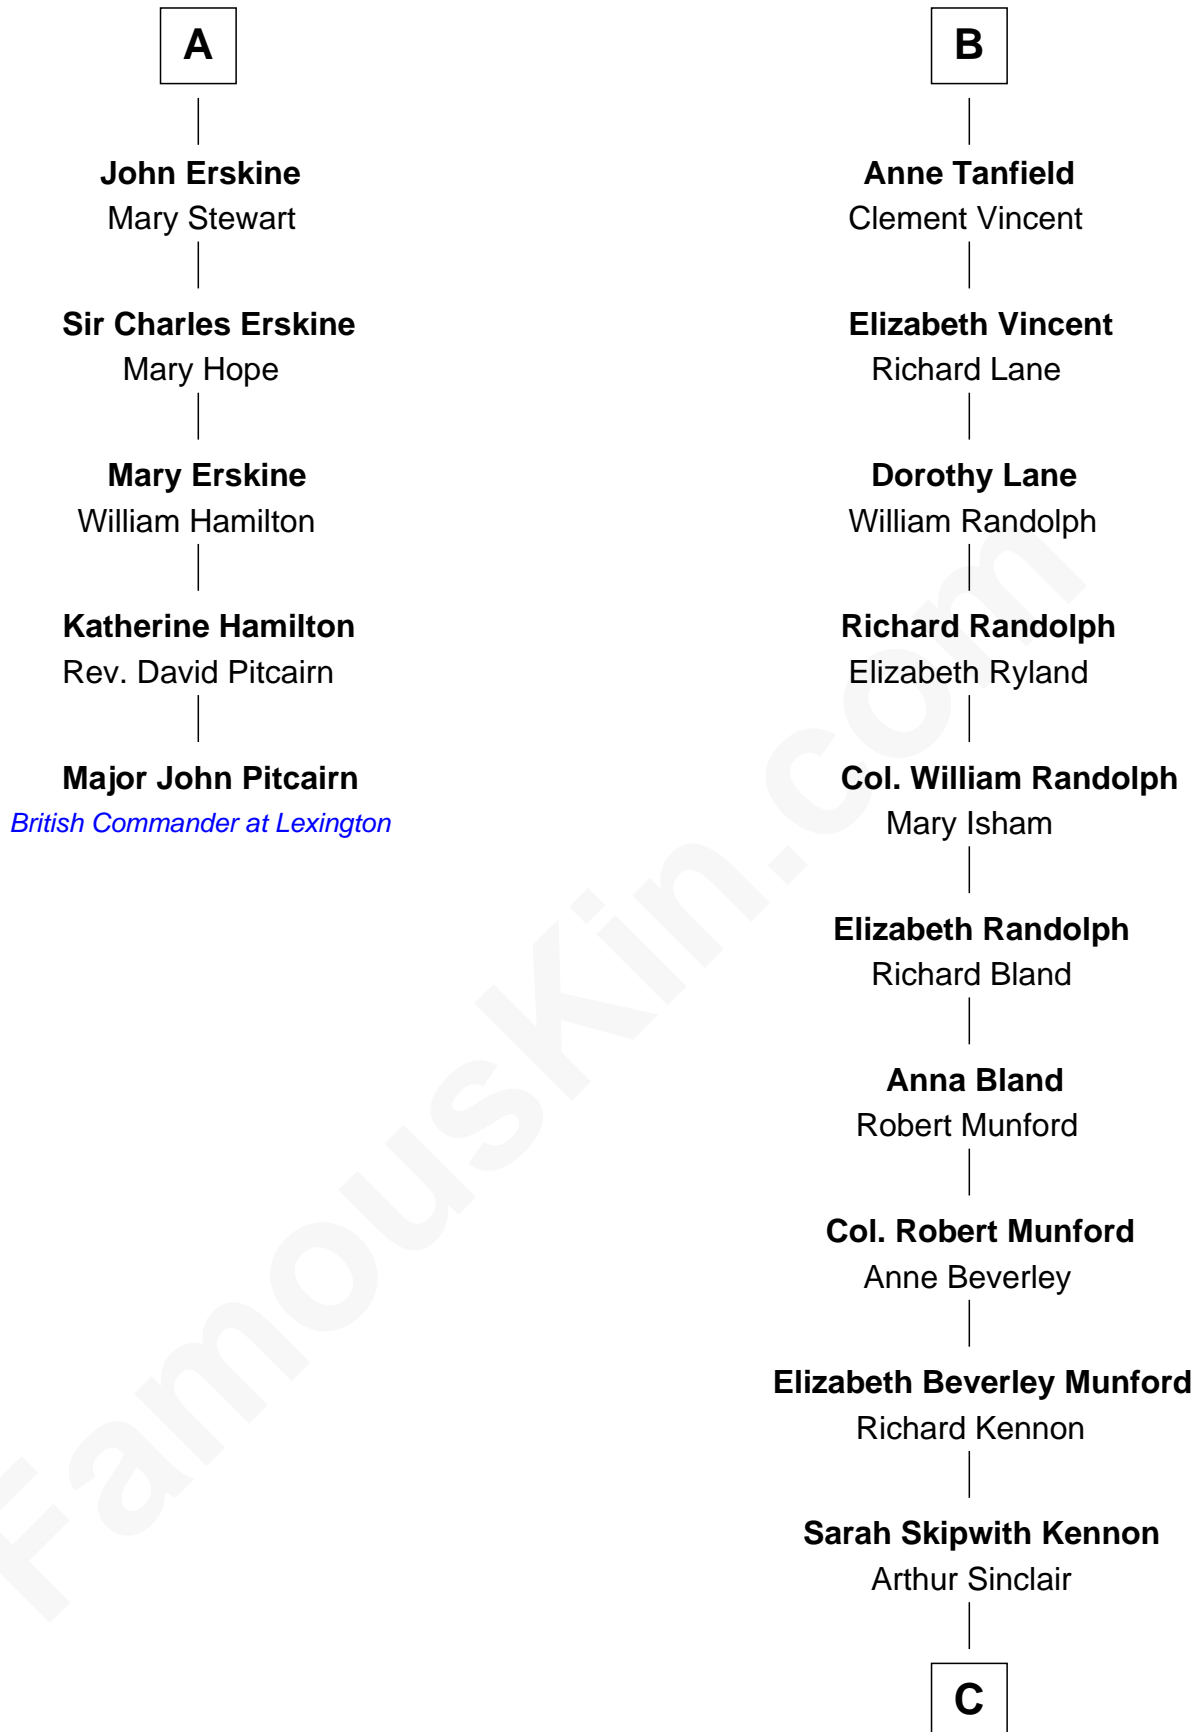 A
John Erskine
Mary Stewart
Sir Charles Erskine
Mary Hope
Mary Erskine
William Hamilton
Katherine Hamilton
Rev. David Pitcairn
Major John Pitcairn
British Commander at Lexington
B
Anne Tanfield
Clement Vincent
Elizabeth Vincent
Richard Lane
Dorothy Lane
William Randolph
Richard Randolph
Elizabeth Ryland
Col. William Randolph
Mary Isham
Elizabeth Randolph
Richard Bland
Anna Bland
Robert Munford
Col. Robert Munford
Anne Beverley
Elizabeth Beverley Munford
Richard Kennon
Sarah Skipwith Kennon
Arthur Sinclair
C
FamousKin.com